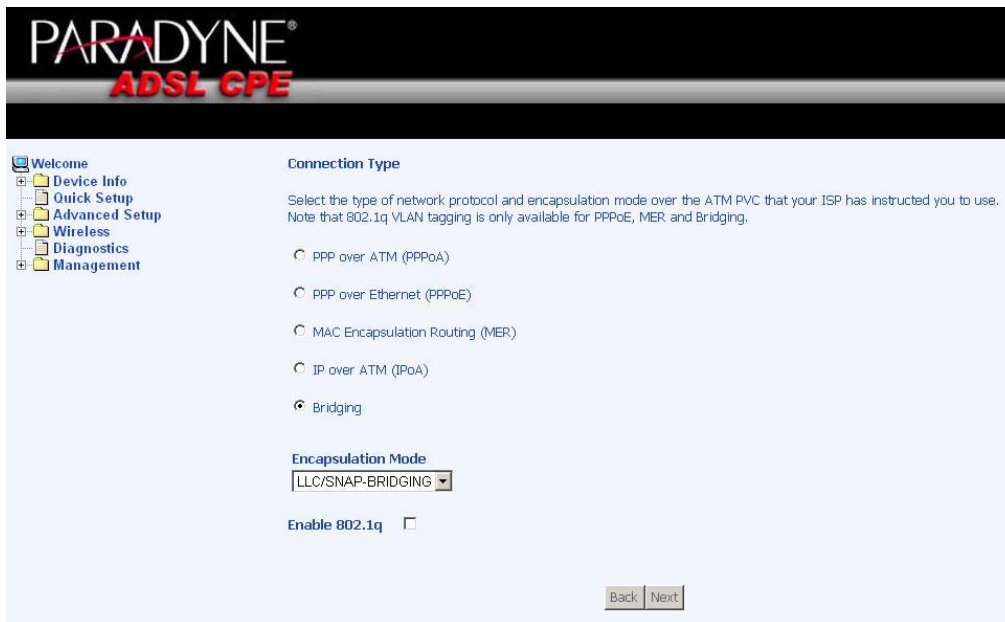 PARADYNE®
ADSL CPE
Welcome
Device Info
Quick Setup
Advanced Setup
Wireless
Diagnostics
Management
Connection Type
Select the type of network protocol and encapsulation mode over the ATM PVC that your ISP has instructed you to use.
Note that 802.1q VLAN tagging is only available for PPPoE, MER and Bridging.
PPP over ATM (PPPoA)
PPP over Ethernet (PPPoE)
MAC Encapsulation Routing (MER)
IP over ATM (IPoA)
Bridging
Encapsulation Mode
LLC/SNAP-BRIDGING
Enable 802.1q
Back Next